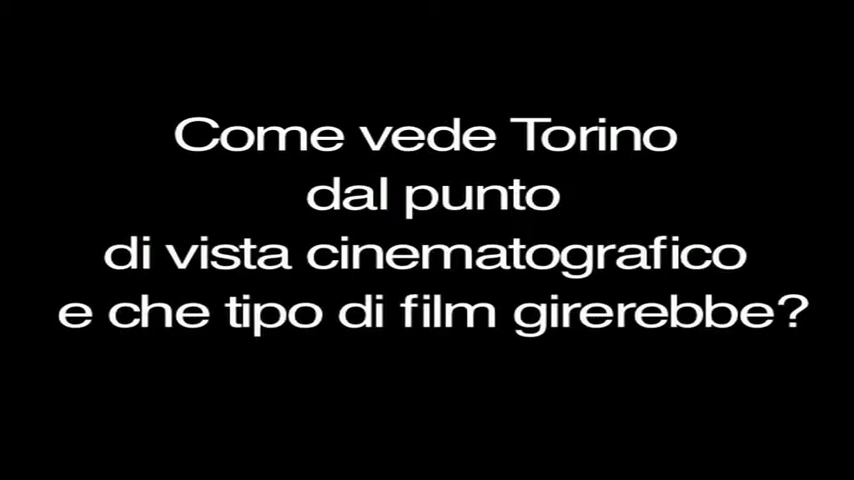 Come vede Torino
dal punto
di vista cinematografico
e che tipo di film girerebbe?